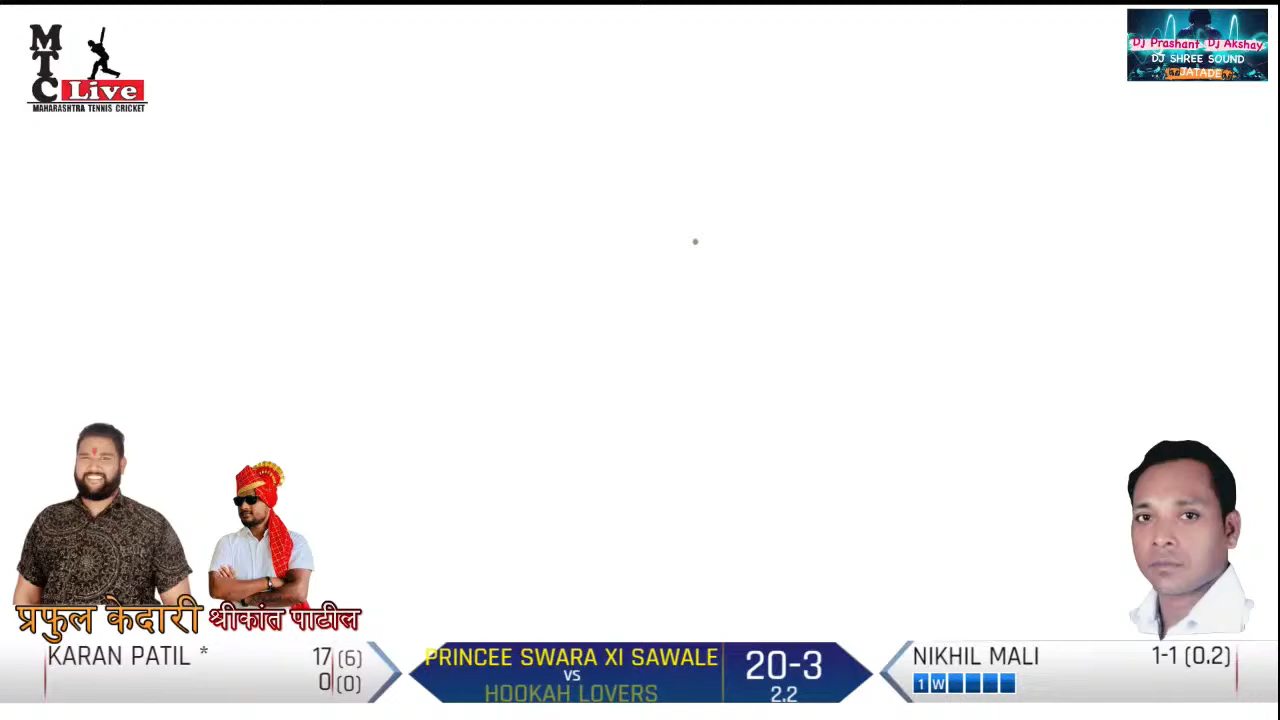 MTC Live
MAHARASHTRA TENNIS CRICKET
Dj Prashant Dj Akshay
DJ SHREE SOUND
JATADE
प्रफुल केदारी
श्रीकांत पाटील
KARAN PATIL * 17 (6)
0 (0)
PRINCEE SWARA XI SAWALE
vs
HOOKAH LOVERS
20-3
2.2
NIKHIL MALI 1-1 (0.2)
1 W